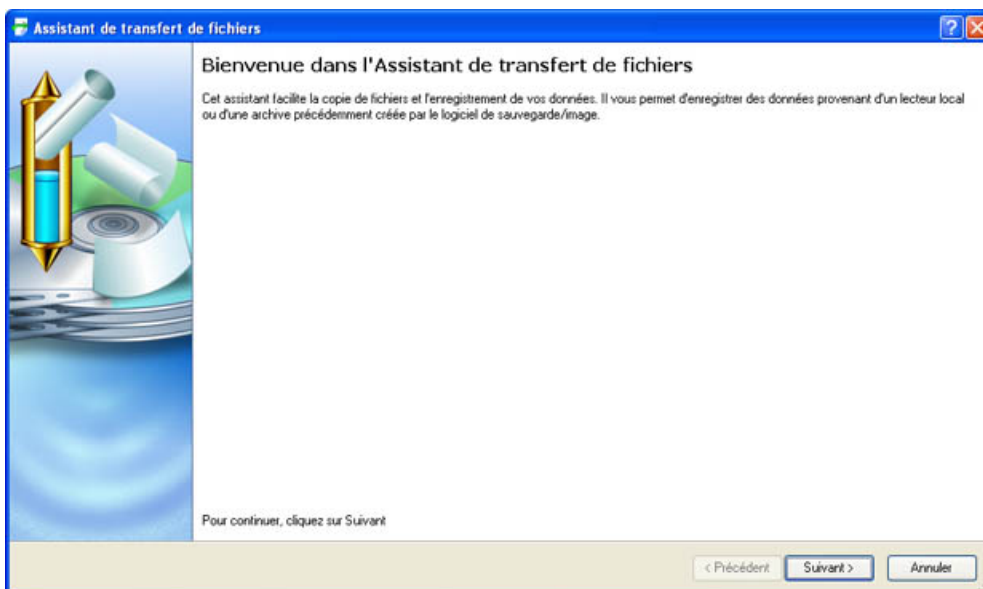 Assistant de transfert de fichiers
Bienvenue dans l'Assistant de transfert de fichiers
Cet assistant facilite la copie de fichiers et l'enregistrement de vos données. Il vous permet d'enregistrer des données provenant d'un lecteur local
ou d'une archive précédemment créée par le logiciel de sauvegarde/image.
Pour continuer, cliquez sur Suivant
< Précédent Suivant > Annuler